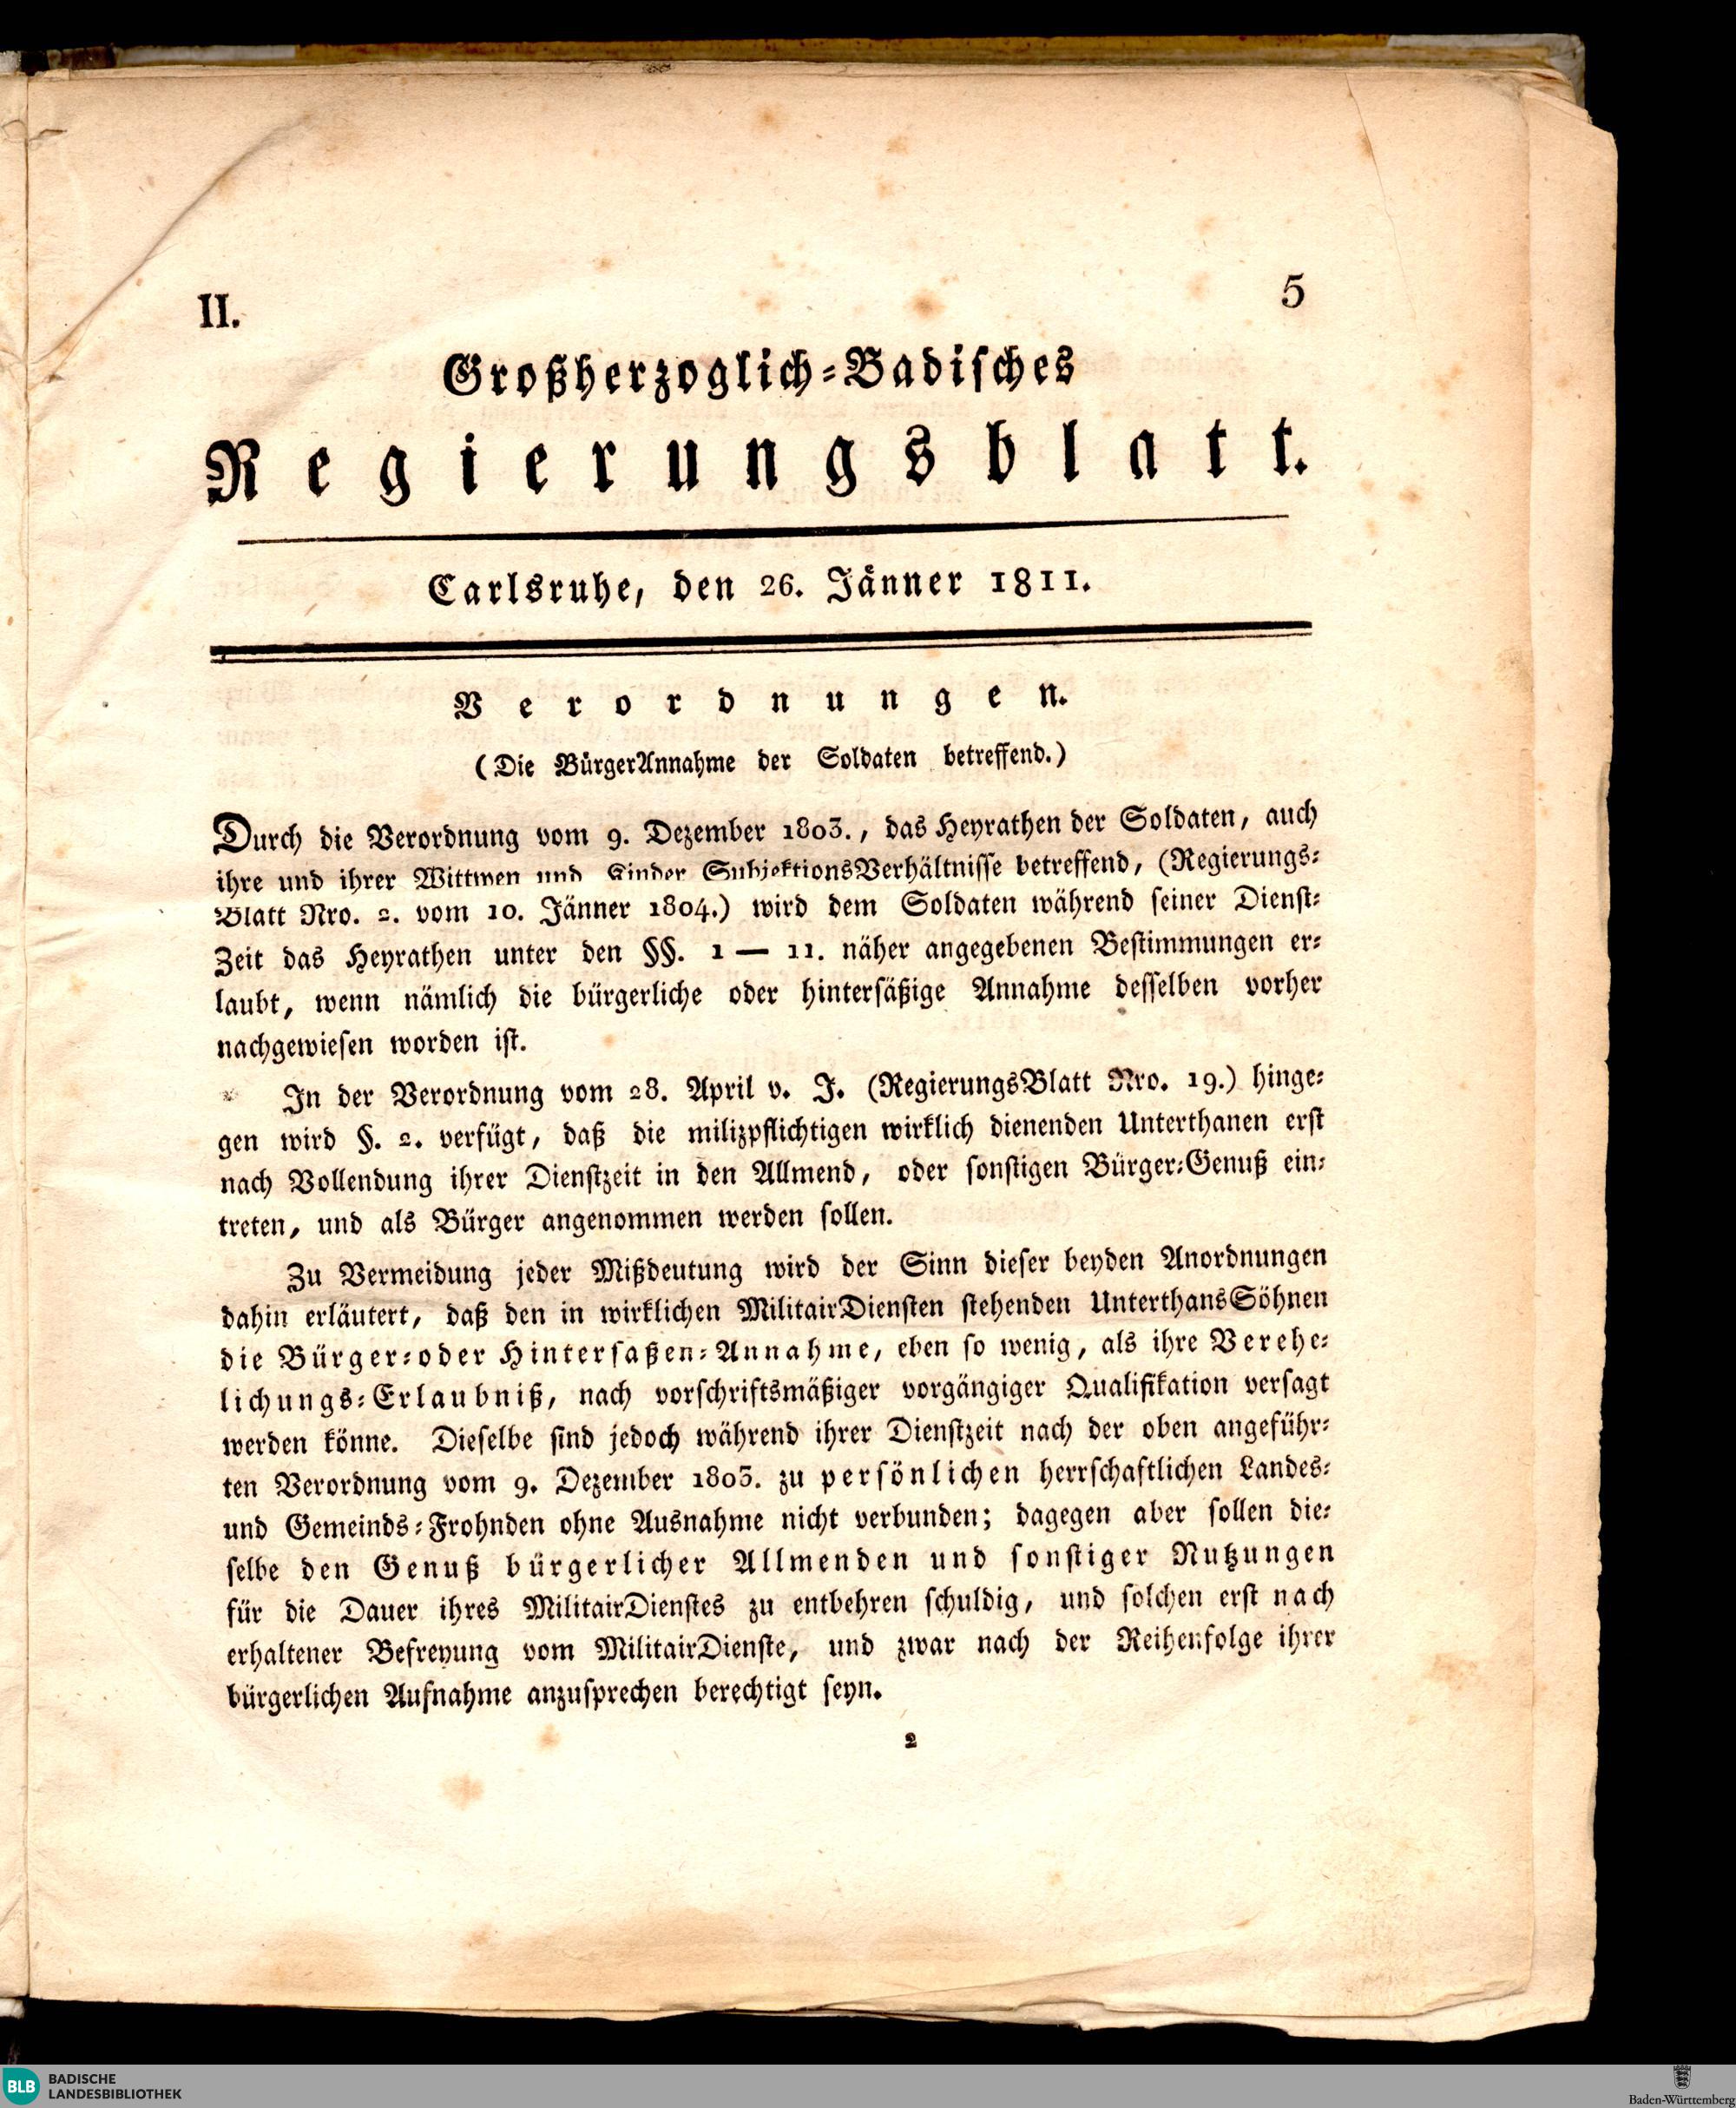 II.
5
Großherzoglich-Badisches
Regierungsblatt.
Carlsruhe, den 26. Jänner 1811.
Verordnungen.
(Die BürgerAnnahme der Soldaten betreffend.)
Durch die Verordnung vom 9. Dezember 1803., das Heyrathen der Soldaten, auch
ihre und ihrer Wittwen und Kinder SubjektionsVerhältnisse betreffend, (Regierungs-
Blatt Nro. 2. vom 10. Jänner 1804.) wird dem Soldaten während seiner Dienst-
Zeit das Heyrathen unter den §§. 1 — 11. näher angegebenen Bestimmungen er-
laubt, wenn nämlich die bürgerliche oder hintersäßige Annahme desselben vorher
nachgewiesen worden ist.
In der Verordnung vom 28. April v. J. (RegierungsBlatt Nro. 19.) hinge-
gen wird §. 2. verfügt, daß die milizpflichtigen wirklich dienenden Unterthanen erst
nach Vollendung ihrer Dienstzeit in den Allmend, oder sonstigen Bürger-Genuß ein-
treten, und als Bürger angenommen werden sollen.
Zu Vermeidung jeder Mißdeutung wird der Sinn dieser beyden Anordnungen
dahin erläutert, daß den in wirklichen MilitairDiensten stehenden UnterthansSöhnen
die Bürger-oder Hintersaßen-Annahme, eben so wenig, als ihre Verehe-
lichungs-Erlaubniß, nach vorschriftsmäßiger vorgängiger Qualifikation versagt
werden könne. Dieselbe sind jedoch während ihrer Dienstzeit nach der oben angeführ-
ten Verordnung vom 9. Dezember 1803. zu persönlichen herrschaftlichen Landes-
und Gemeinds-Frohnden ohne Ausnahme nicht verbunden; dagegen aber sollen die-
selbe den Genuß bürgerlicher Allmenden und sonstiger Nutzungen
für die Dauer ihres MilitairDienstes zu entbehren schuldig, und solchen erst nach
erhaltener Befreyung vom MilitairDienste, und zwar nach der Reihenfolge ihrer
bürgerlichen Aufnahme anzusprechen berechtigt seyn.
2
BLB
BADISCHE
LANDESBIBLIOTHEK
Baden-Württemberg